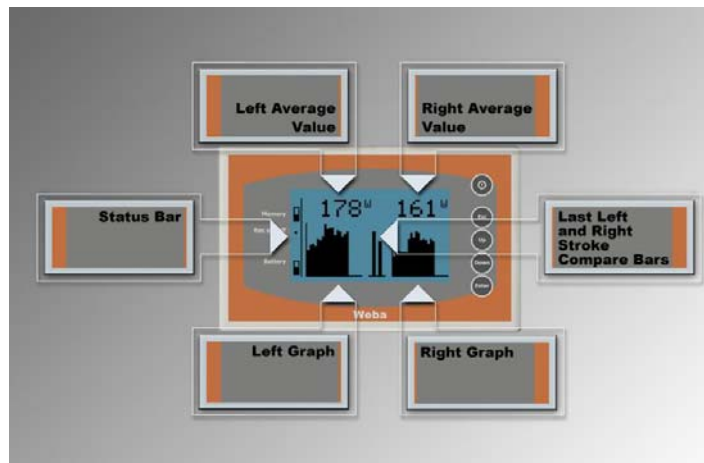 Left Average
Value
Right Average
Value
Status Bar
Last Left
and Right
Stroke
Compare Bars
Memory
Battery
178W
161W
Esc
Up
Down
Enter
Weba
Left Graph
Right Graph